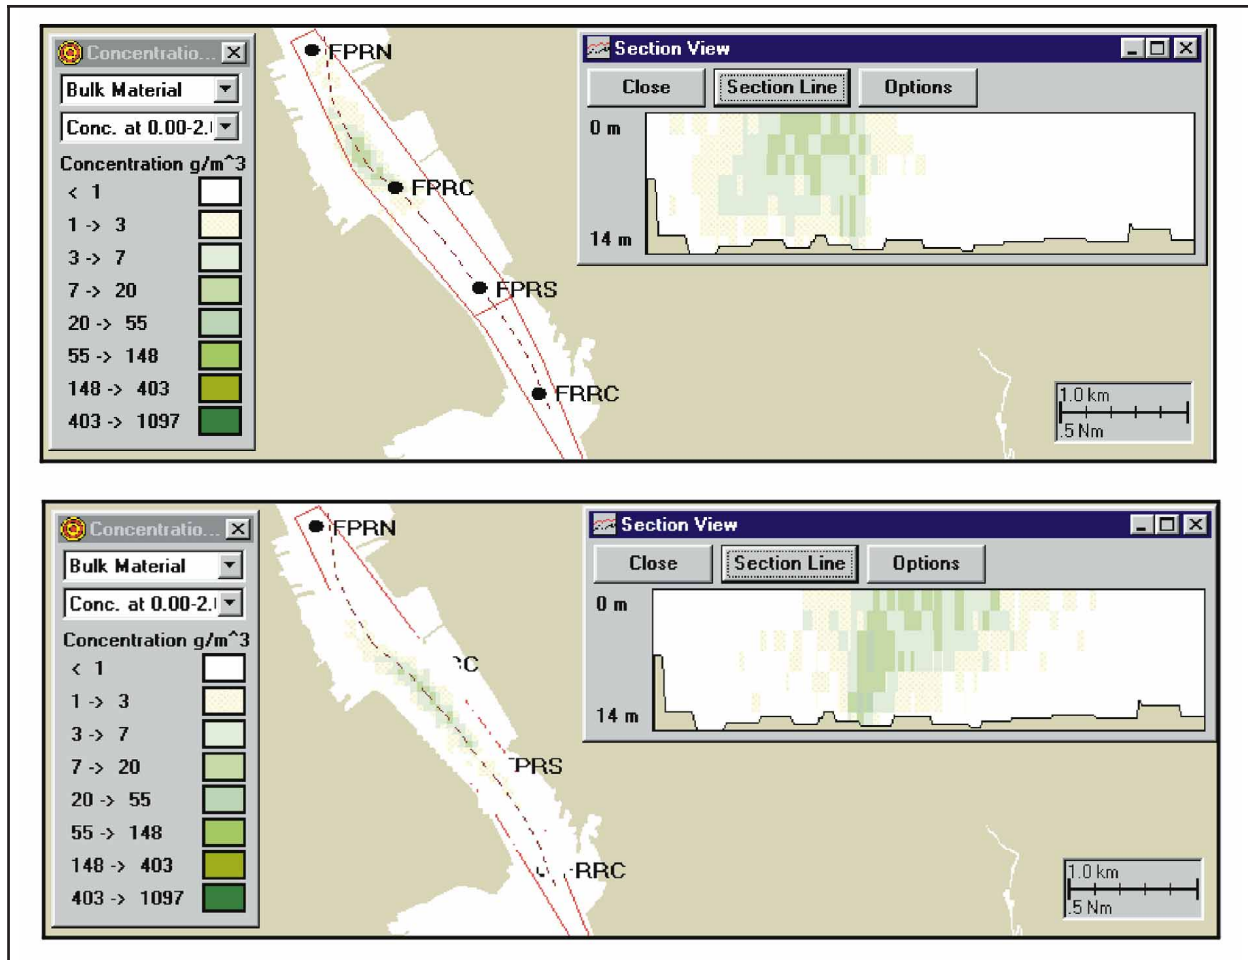 Concentratio...
Bulk Material
Conc. at 0.00-2.
Concentration g/m^3
< 1
1 -> 3
3 -> 7
7 -> 20
20 -> 55
55 -> 148
148 -> 403
403 -> 1097
FPRN
FPRC
FPRS
FRRC
Section View
Close
Section Line
Options
0 m
14 m
1.0 km
.5 Nm
Concentratio...
Bulk Material
Conc. at 0.00-2.
Concentration g/m^3
< 1
1 -> 3
3 -> 7
7 -> 20
20 -> 55
55 -> 148
148 -> 403
403 -> 1097
FPRN
C
PRS
RRC
Section View
Close
Section Line
Options
0 m
14 m
1.0 km
.5 Nm